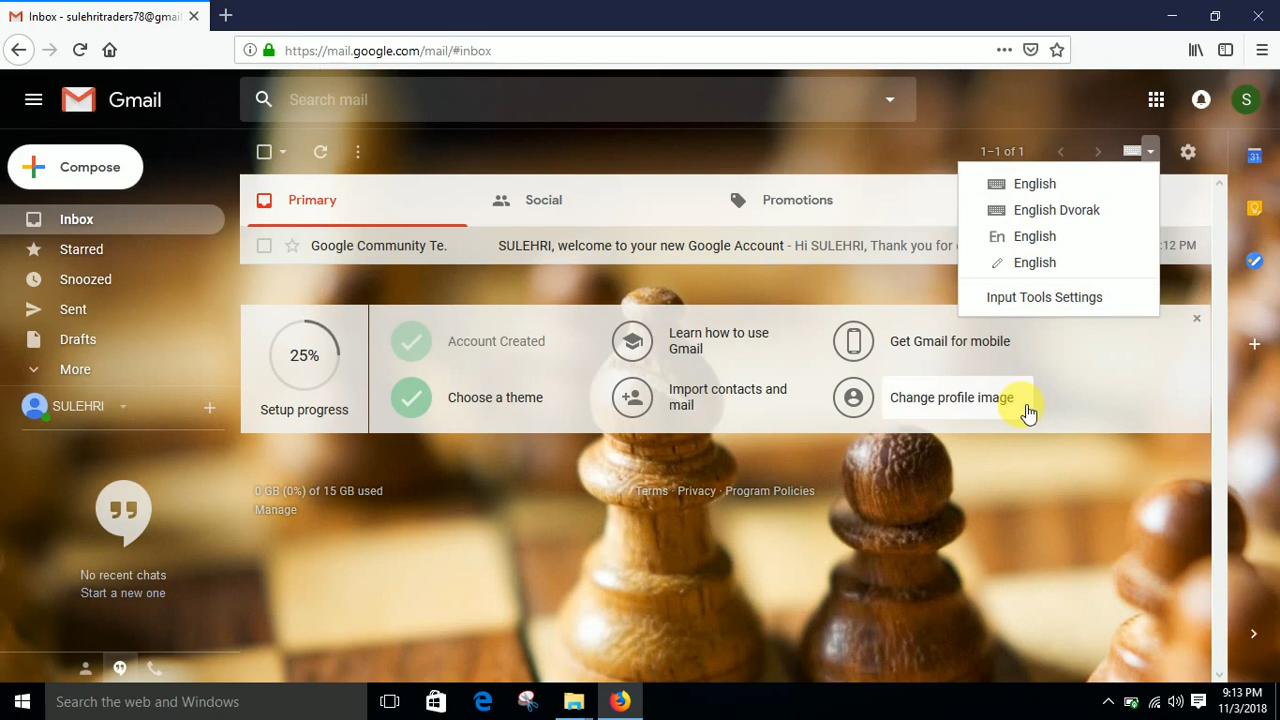 Inbox - sulehritraders78@gmai
https://mail.google.com/mail/#inbox
Gmail
Search mail
S
Compose
1–1 of 1
31
English
English Dvorak
En English
English
Input Tools Settings
Inbox
Starred
Snoozed
Sent
Drafts
More
SULEHRI
No recent chats
Start a new one
Primary
Social
Promotions
Google Community Te.
SULEHRI, welcome to your new Google Account - Hi SULEHRI, Thank you for
:12 PM
25%
Setup progress
Account Created
Learn how to use
Gmail
Get Gmail for mobile
Choose a theme
Import contacts and
mail
Change profile image
0 GB (0%) of 15 GB used
Manage
Terms · Privacy · Program Policies
Search the web and Windows
9:13 PM
11/3/2018